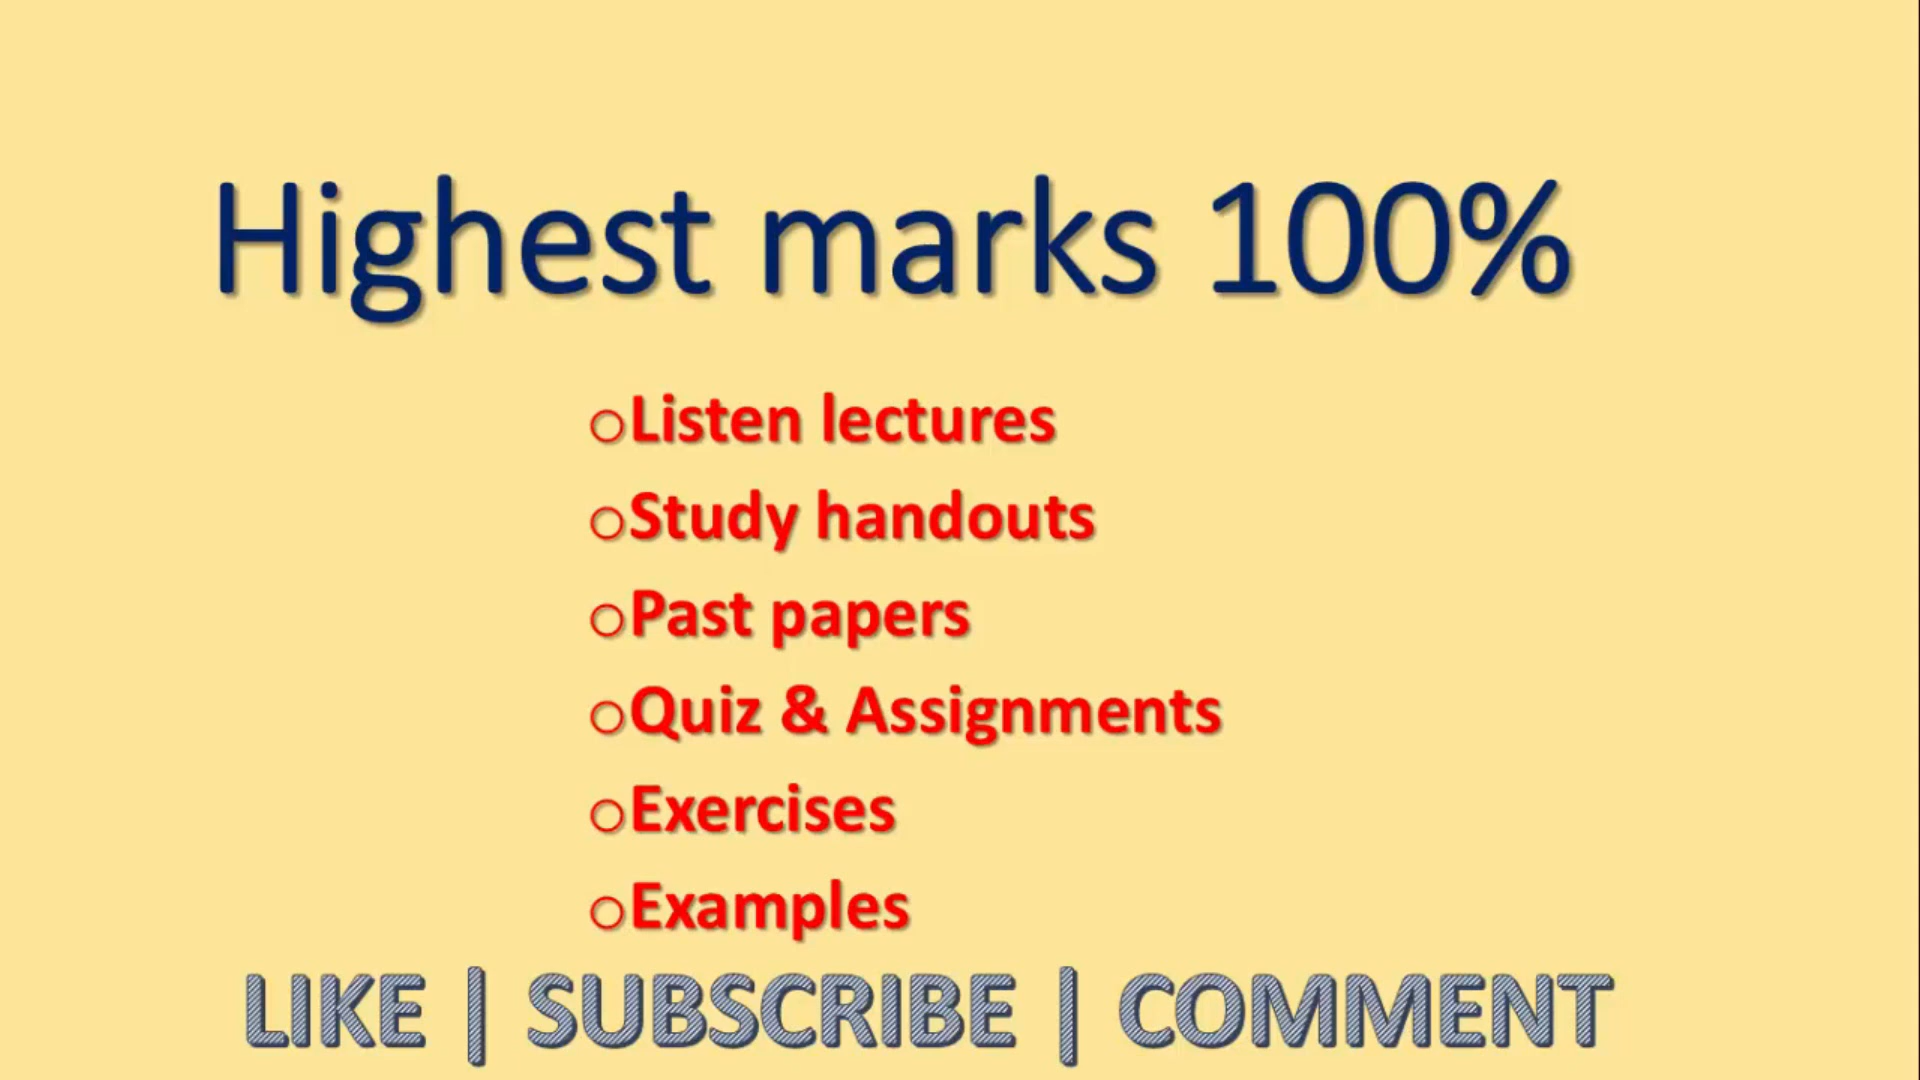 Highest marks 100%
oListen lectures
oStudy handouts
oPast papers
oQuiz & Assignments
oExercises
oExamples
LIKE | SUBSCRIBE | COMMENT